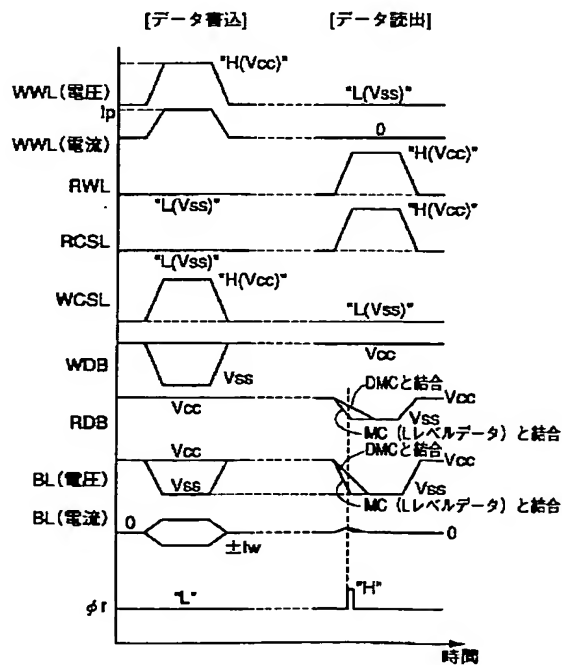 [データ書込] [データ読出]
WWL(電圧) "H(Vcc)" "L(Vss)"
Ip
WWL(電流) 0
RWL "H(Vcc)"
"L(Vss)"
RCSL "H(Vcc)"
"L(Vss)"
WCSL "H(Vcc)" "L(Vss)"
WDB Vss Vcc
DMCと結合
RDB Vcc Vss Vcc
MC (Lレベルデータ) と結合
DMCと結合
BL(電圧) Vcc Vss Vss Vcc
MC (Lレベルデータ) と結合
BL(電流) 0 ±Iw 0
φr "L" "H"
時間